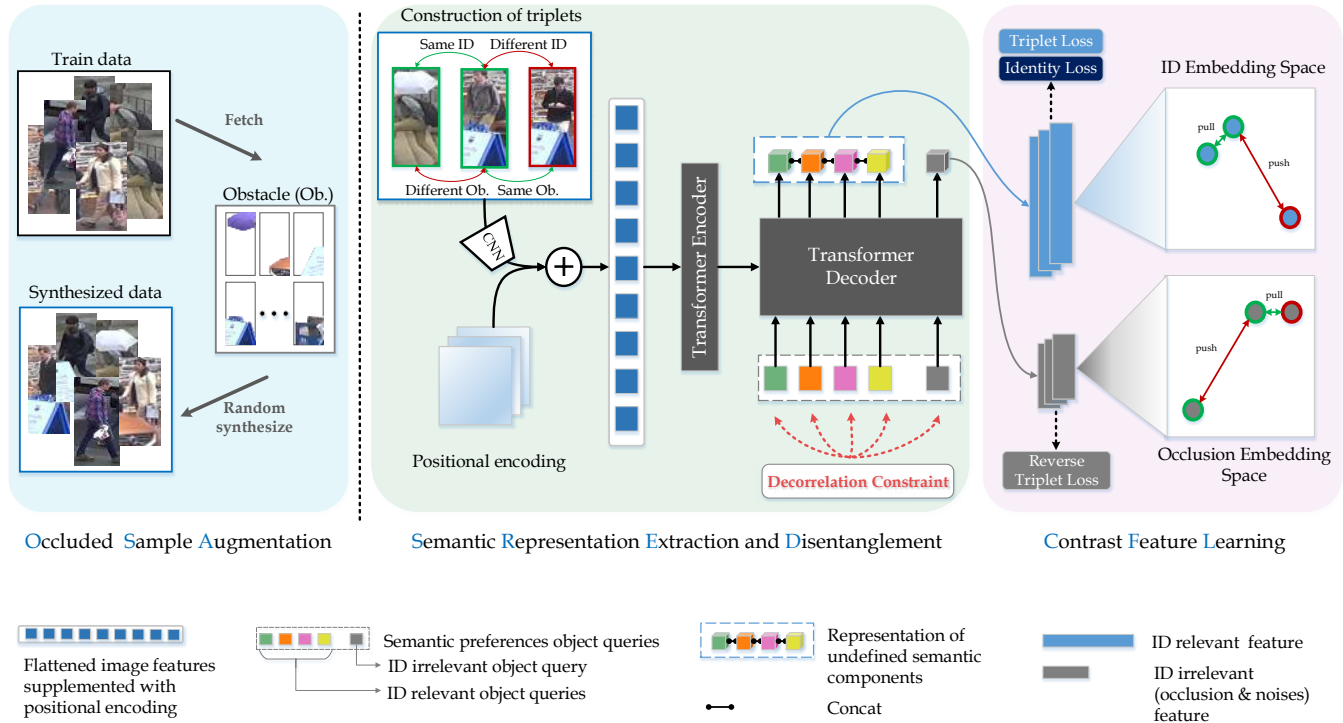 Train data
Fetch
Obstacle (Ob.)
Synthesized data
Random
synthesize
Occluded Sample Augmentation
Construction of triplets
Same ID
Different ID
Different Ob.
Same Ob.
CNN
Positional encoding
Transformer Encoder
Transformer
Decoder
Decorrelation Constraint
Semantic Representation Extraction and Disentanglement
Triplet Loss
Identity Loss
ID Embedding Space
pull
push
pull
push
Reverse
Triplet Loss
Occlusion Embedding
Space
Contrast Feature Learning
Flattened image features
supplemented with
positional encoding
Semantic preferences object queries
ID irrelevant object query
ID relevant object queries
Representation of
undefined semantic
components
Concat
ID relevant feature
ID irrelevant
(occlusion & noises)
feature